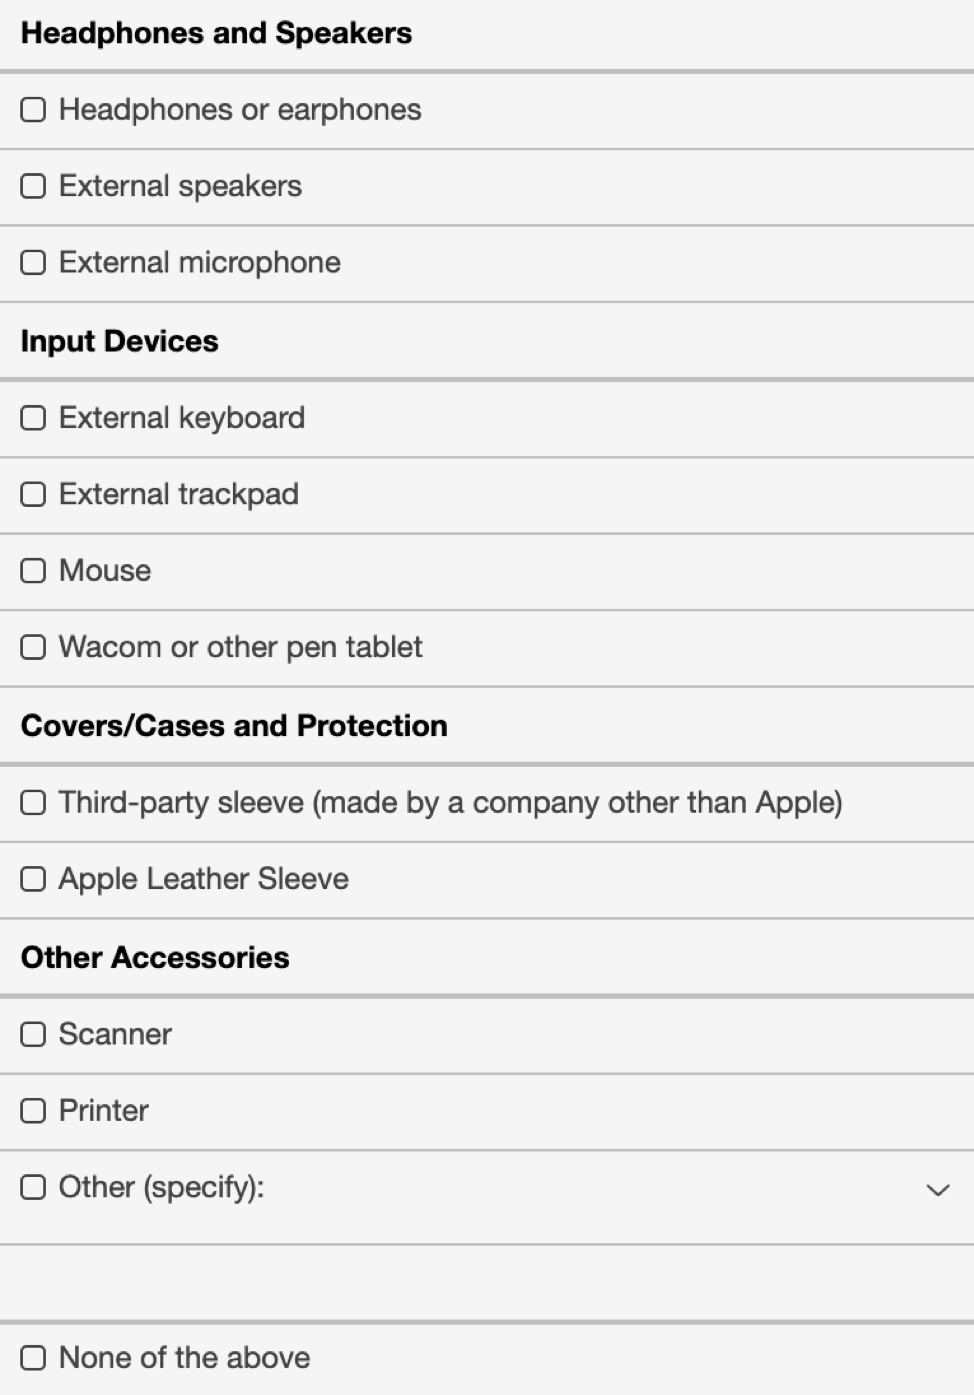 Headphones and Speakers
Headphones or earphones
External speakers
External microphone
Input Devices
External keyboard
External trackpad
Mouse
Wacom or other pen tablet
Covers/Cases and Protection
Third-party sleeve (made by a company other than Apple)
Apple Leather Sleeve
Other Accessories
Scanner
Printer
Other (specify):
None of the above